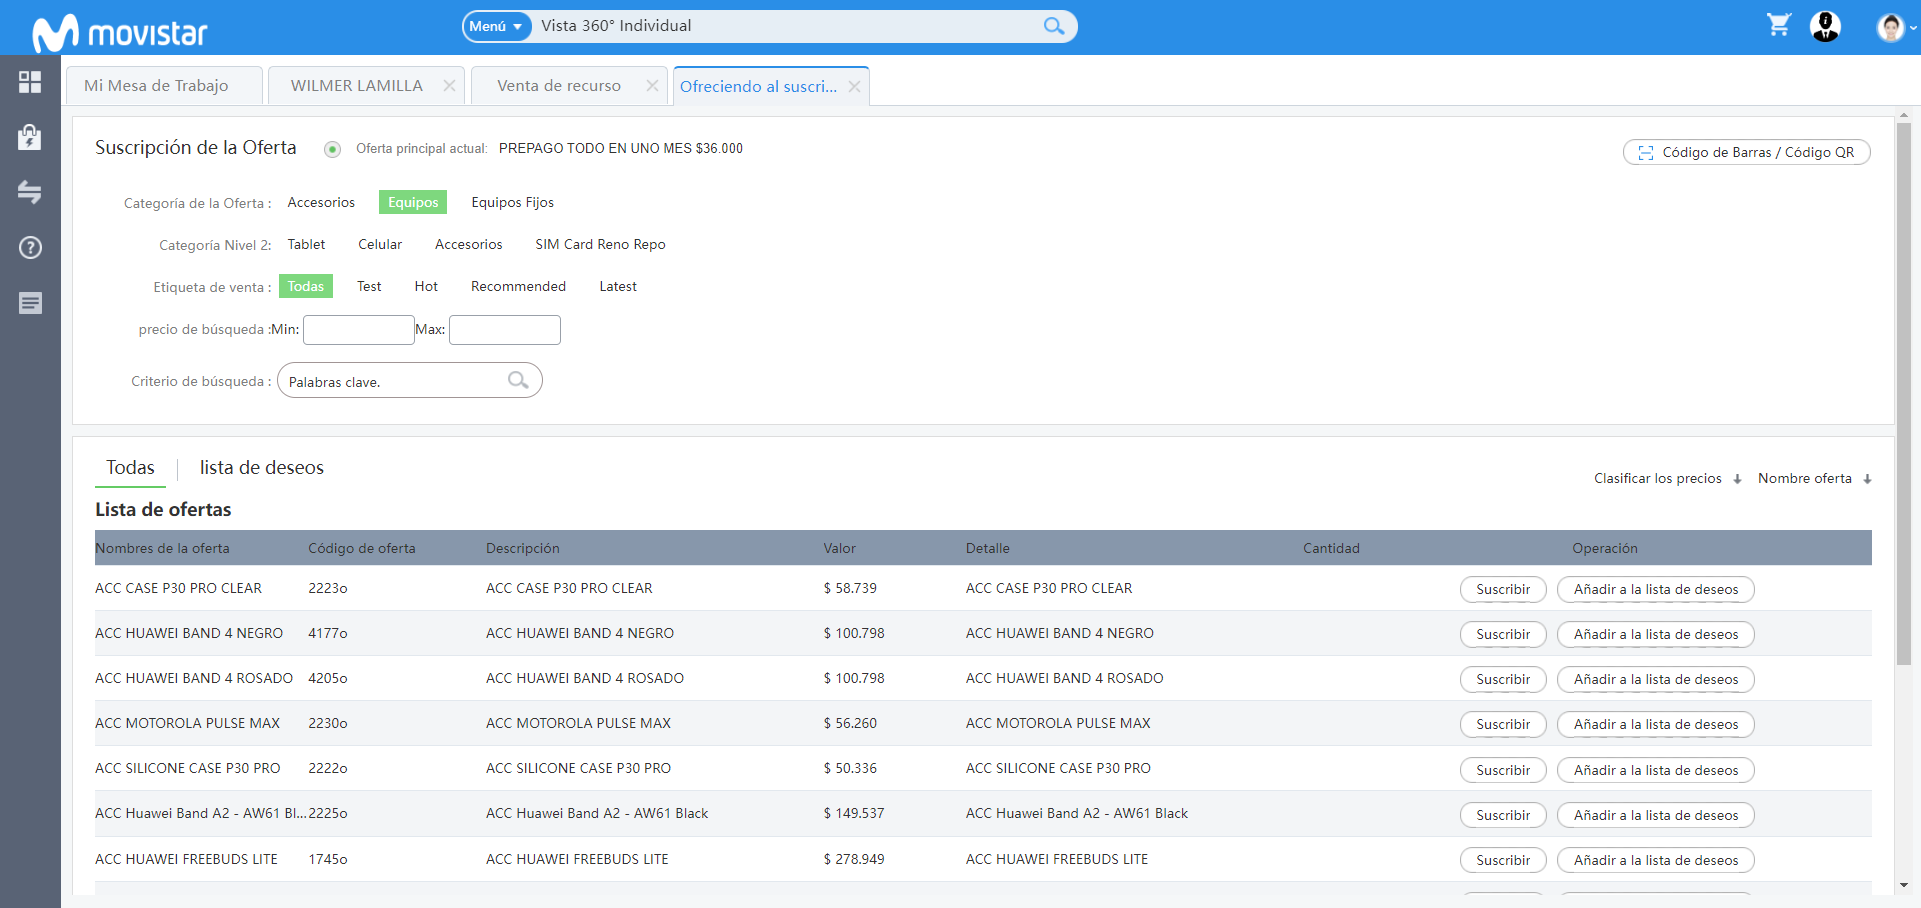 movistar
Menú Vista 360° Individual
Mi Mesa de Trabajo WILMER LAMILLA Venta de recurso Ofreciendo al suscri...
Suscripción de la Oferta Oferta principal actual: PREPAGO TODO EN UNO MES $36.000 Código de Barras / Código QR
Categoría de la Oferta : Accesorios Equipos Equipos Fijos
Categoría Nivel 2: Tablet Celular Accesorios SIM Card Reno Repo
Etiqueta de venta : Todas Test Hot Recommended Latest
precio de búsqueda :Min: Max:
Criterio de búsqueda : Palabras clave.
Todas lista de deseos
Clasificar los precios Nombre oferta
Lista de ofertas
Nombres de la oferta Código de oferta Descripción Valor Detalle Cantidad Operación
ACC CASE P30 PRO CLEAR 2223o ACC CASE P30 PRO CLEAR $ 58.739 ACC CASE P30 PRO CLEAR Suscribir Añadir a la lista de deseos
ACC HUAWEI BAND 4 NEGRO 4177o ACC HUAWEI BAND 4 NEGRO $ 100.798 ACC HUAWEI BAND 4 NEGRO Suscribir Añadir a la lista de deseos
ACC HUAWEI BAND 4 ROSADO 4205o ACC HUAWEI BAND 4 ROSADO $ 100.798 ACC HUAWEI BAND 4 ROSADO Suscribir Añadir a la lista de deseos
ACC MOTOROLA PULSE MAX 2230o ACC MOTOROLA PULSE MAX $ 56.260 ACC MOTOROLA PULSE MAX Suscribir Añadir a la lista de deseos
ACC SILICONE CASE P30 PRO 2222o ACC SILICONE CASE P30 PRO $ 50.336 ACC SILICONE CASE P30 PRO Suscribir Añadir a la lista de deseos
ACC Huawei Band A2 - AW61 Bl... 2225o ACC Huawei Band A2 - AW61 Black $ 149.537 ACC Huawei Band A2 - AW61 Black Suscribir Añadir a la lista de deseos
ACC HUAWEI FREEBUDS LITE 1745o ACC HUAWEI FREEBUDS LITE $ 278.949 ACC HUAWEI FREEBUDS LITE Suscribir Añadir a la lista de deseos